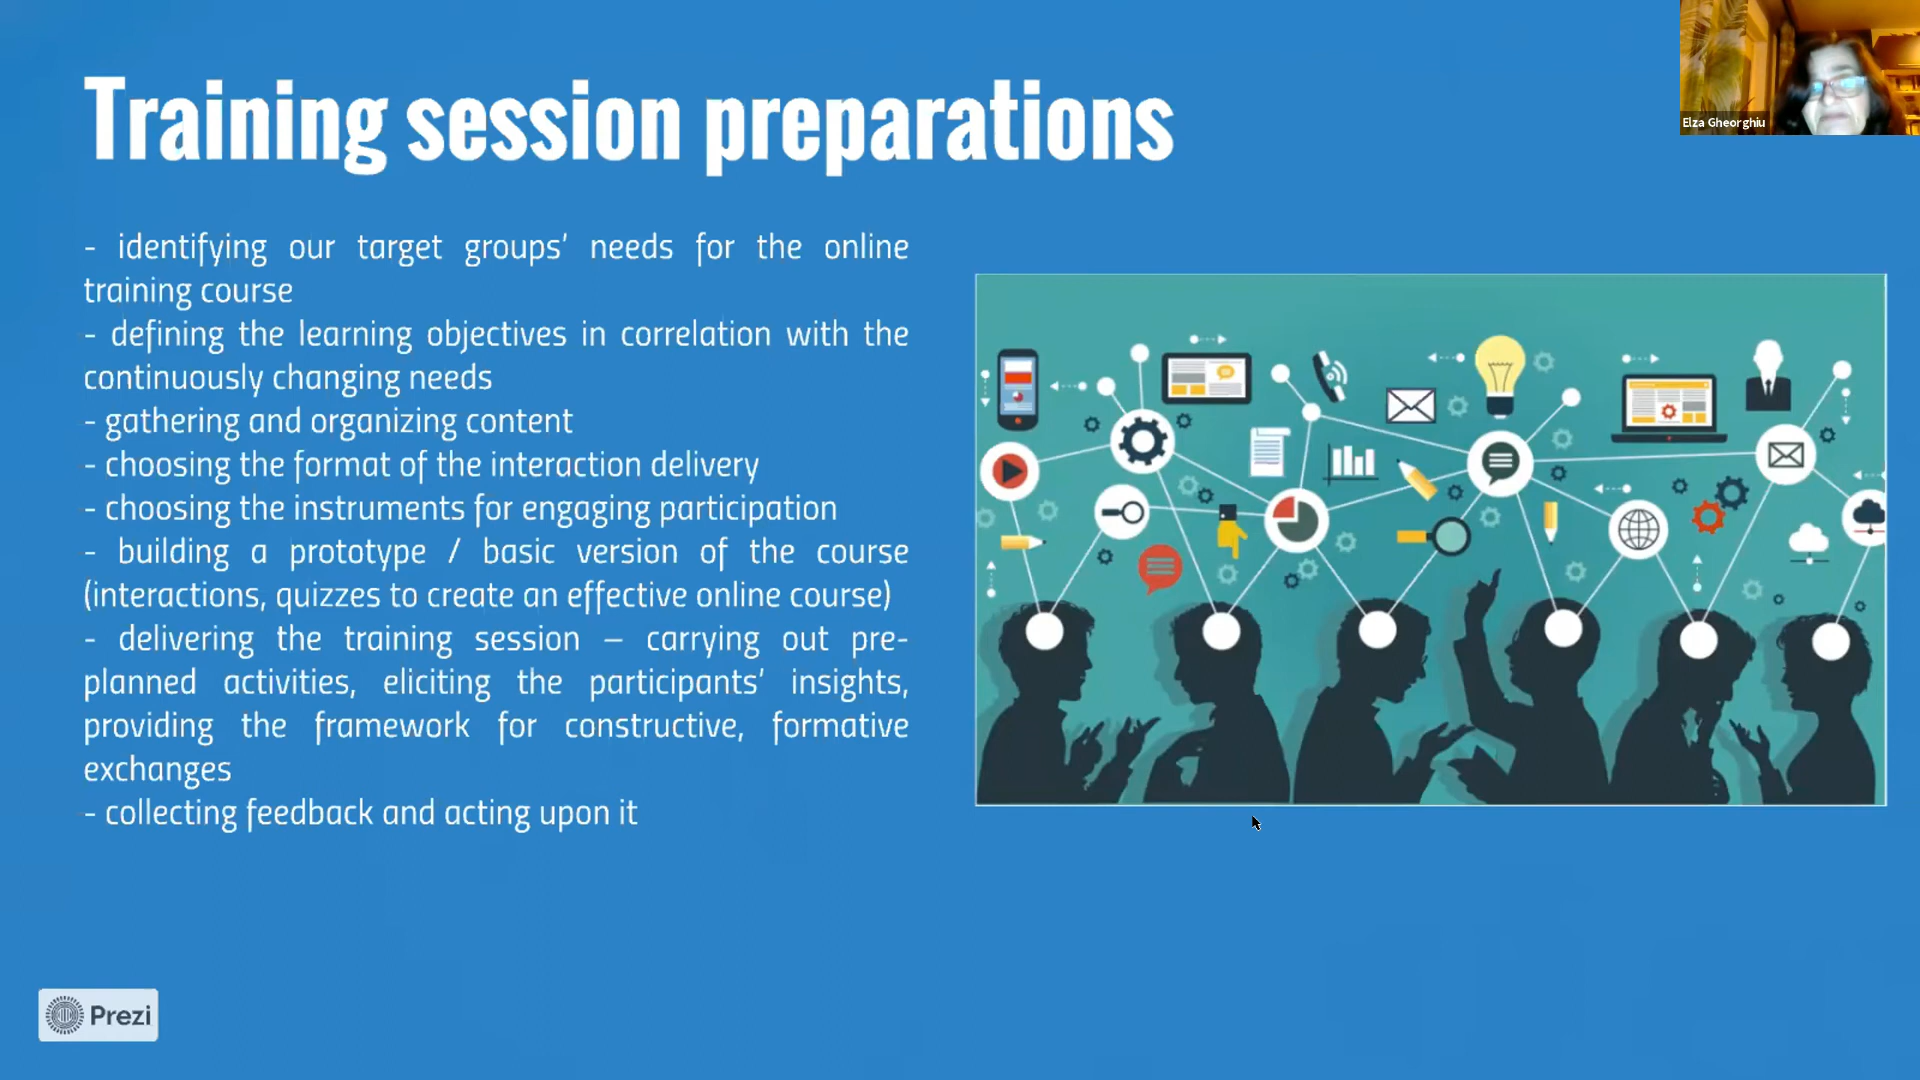 Training session preparations
Elza Gheorghiu
- identifying our target groups’ needs for the online
training course
- defining the learning objectives in correlation with the
continuously changing needs
- gathering and organizing content
- choosing the format of the interaction delivery
- choosing the instruments for engaging participation
- building a prototype / basic version of the course
(interactions, quizzes to create an effective online course)
- delivering the training session – carrying out pre-
planned activities, eliciting the participants’ insights,
providing the framework for constructive, formative
exchanges
- collecting feedback and acting upon it
Prezi